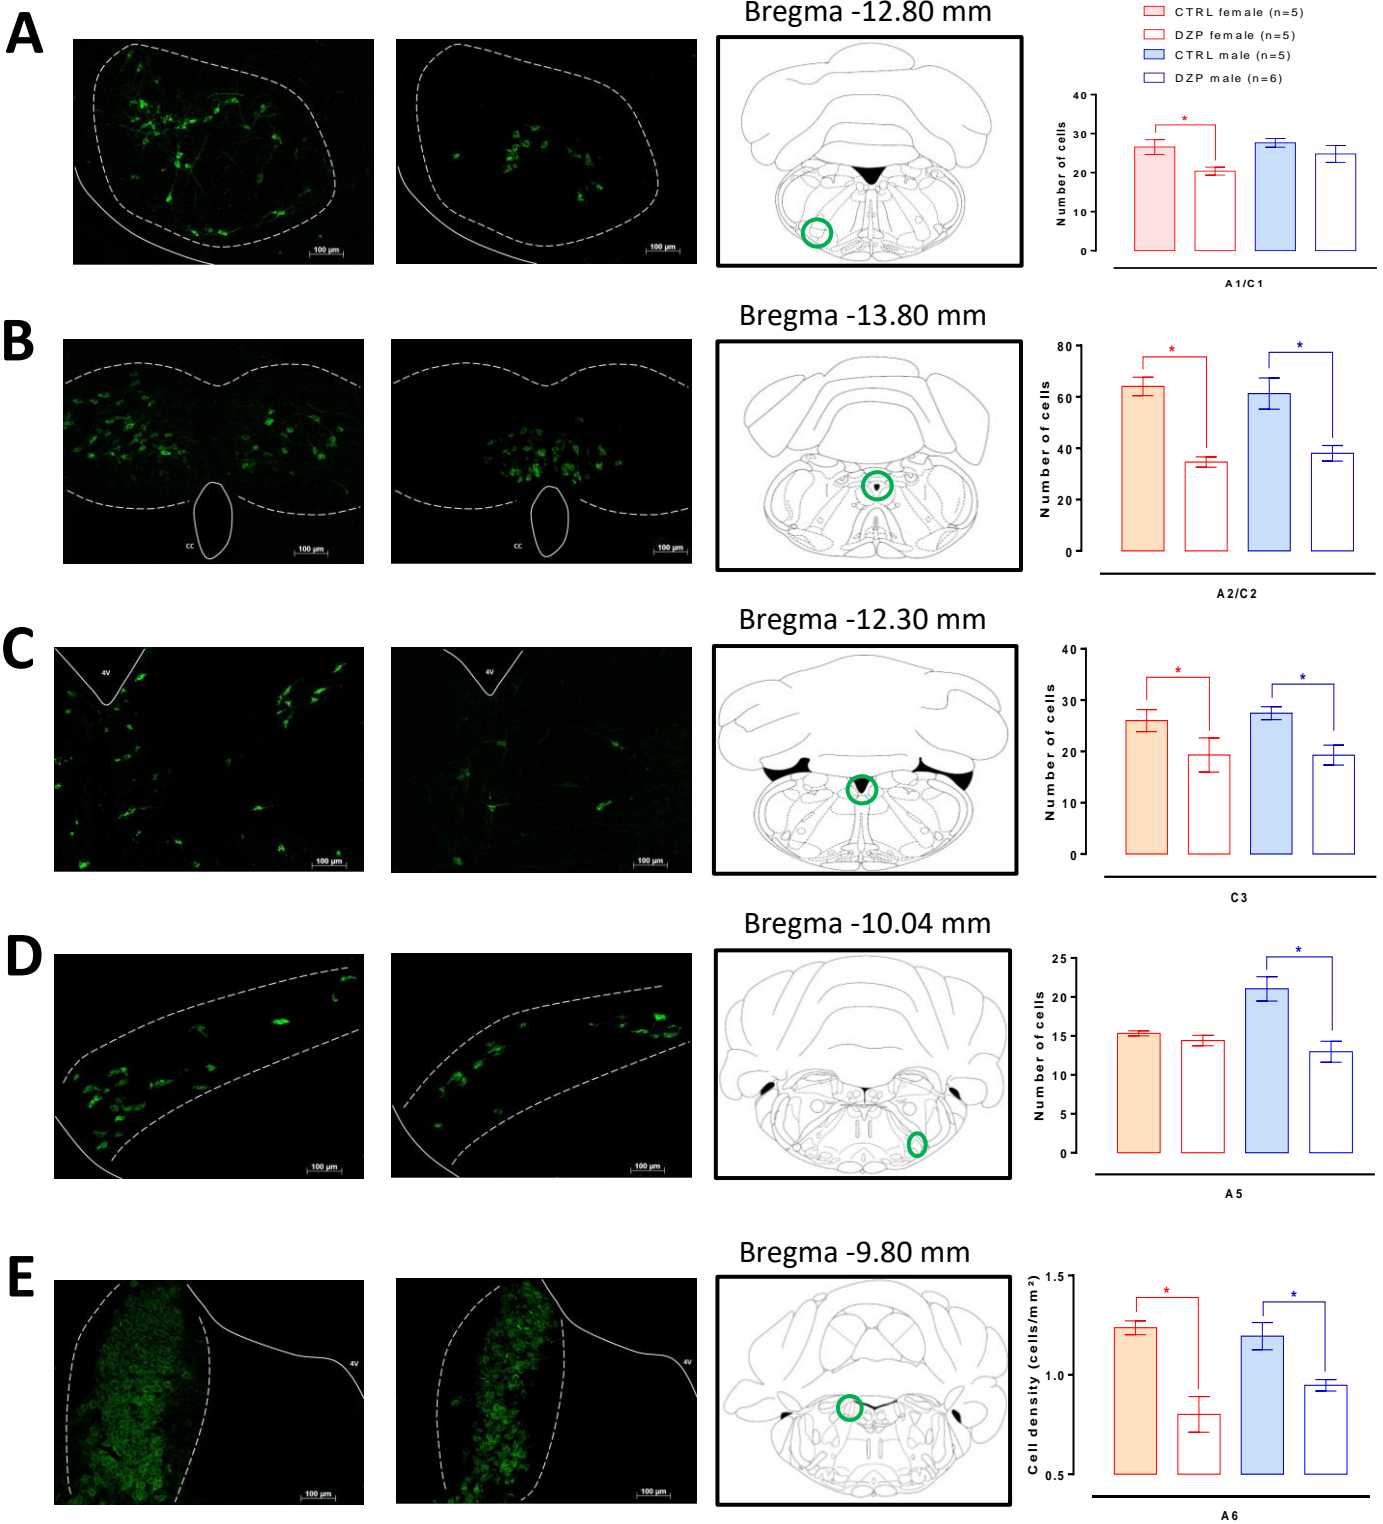 A
Bregma -12.80 mm
CTRL female (n=5)
DZP female (n=5)
CTRL male (n=5)
DZP male (n=6)
100 µm
100 µm
Number of cells
40
30
20
10
0
*
A1/C1
B
Bregma -13.80 mm
CC
100 µm
CC
100 µm
Number of cells
80
60
40
20
0
*
*
A2/C2
C
Bregma -12.30 mm
4V
100 µm
4V
100 µm
Number of cells
40
30
20
10
0
*
*
C3
D
Bregma -10.04 mm
100 µm
100 µm
Number of cells
25
20
15
10
5
0
*
A5
E
Bregma -9.80 mm
4V
100 µm
4V
100 µm
Cell density (cells/mm²)
1.5
1.0
0.5
*
*
A6